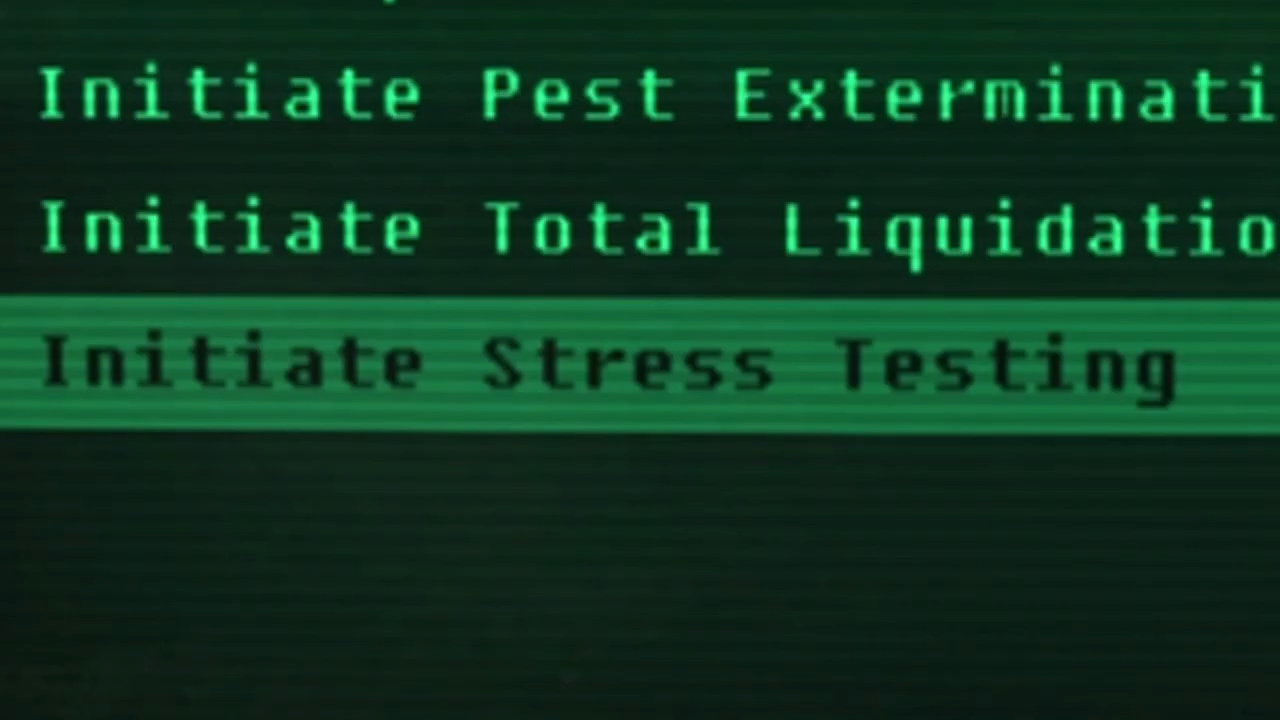 Initiate Pest Exterminati
Initiate Total Liquidatio
Initiate Stress Testing